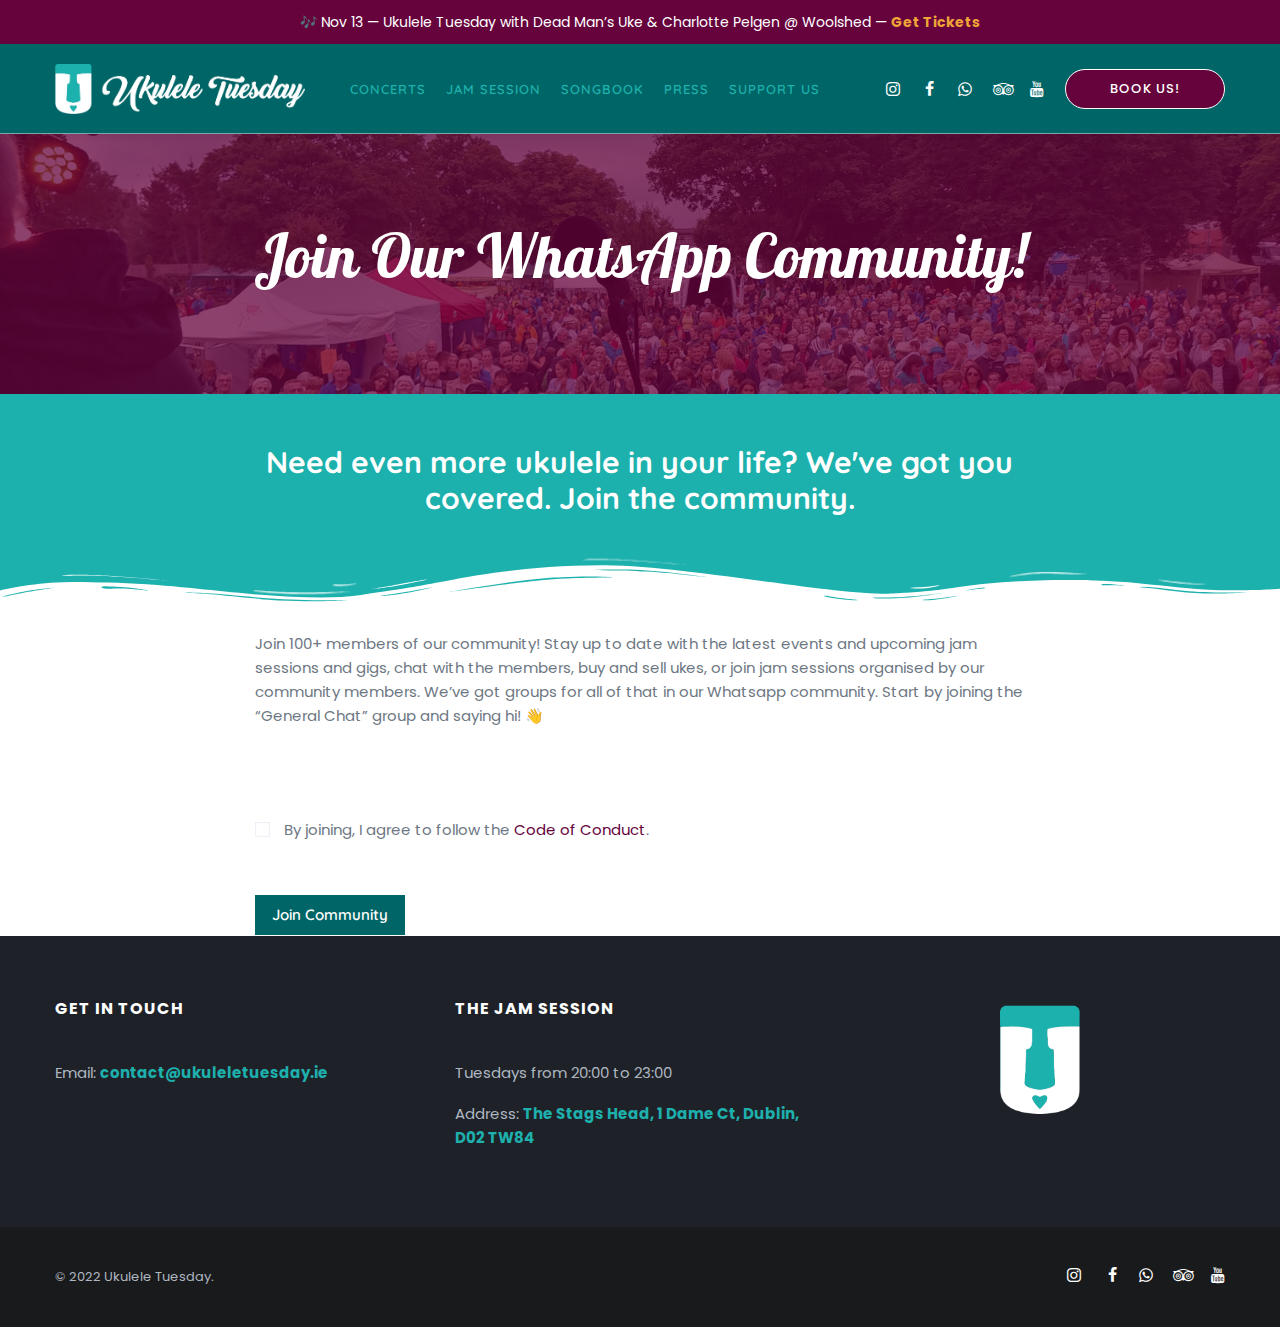 🎶 Nov 13 — Ukulele Tuesday with Dead Man’s Uke & Charlotte Pelgen @ Woolshed — Get Tickets
Ukulele Tuesday
CONCERTS JAM SESSION SONGBOOK PRESS SUPPORT US
You Tube
BOOK US!
Join Our WhatsApp Community!
Need even more ukulele in your life? We've got you
covered. Join the community.
Join 100+ members of our community! Stay up to date with the latest events and upcoming jam
sessions and gigs, chat with the members, buy and sell ukes, or join jam sessions organised by our
community members. We’ve got groups for all of that in our Whatsapp community. Start by joining the
“General Chat” group and saying hi! 👋
By joining, I agree to follow the Code of Conduct.
Join Community
GET IN TOUCH
Email: contact@ukuleletuesday.ie
THE JAM SESSION
Tuesdays from 20:00 to 23:00
Address: The Stags Head, 1 Dame Ct, Dublin,
D02 TW84
© 2022 Ukulele Tuesday.
You Tube